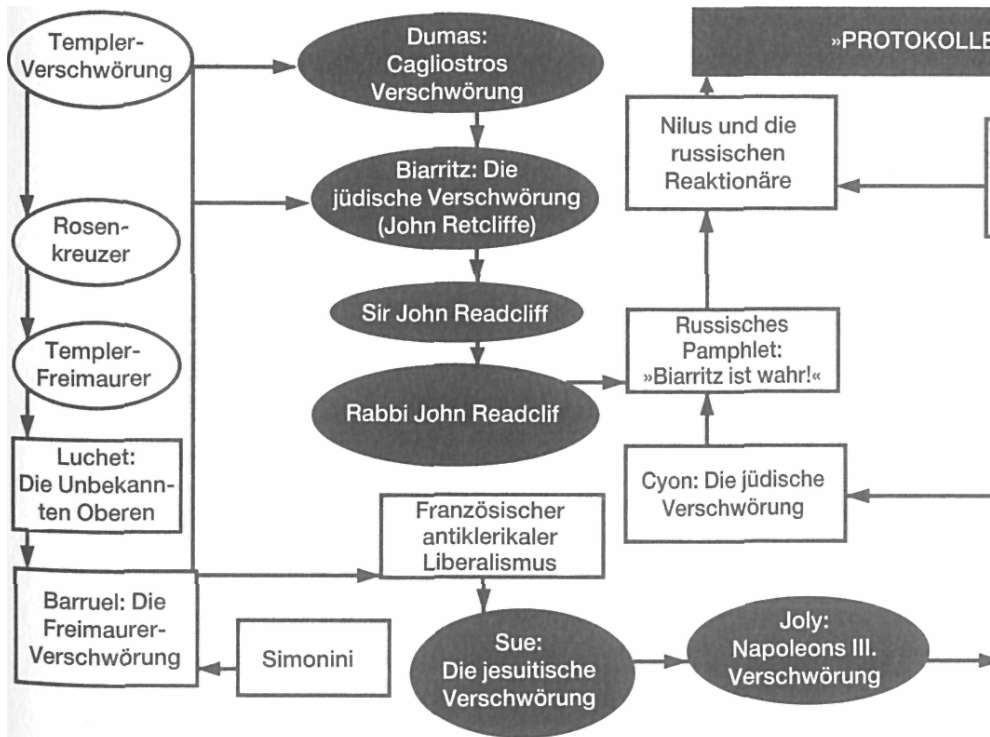 Templer-
Verschwörung
Rosen-
kreuzer
Templer-
Freimaurer
Luchet:
Die Unbekann-
ten Oberen
Barruel: Die
Freimaurer-
Verschwörung
Simonini
Dumas:
Cagliostros
Verschwörung
Biarritz: Die
jüdische Verschwörung
(John Retcliffe)
Sir John Readcliff
Rabbi John Readclif
Französischer
antiklerikaler
Liberalismus
Sue:
Die jesuitische
Verschwörung
Joly:
Napoleons III.
Verschwörung
»PROTOKOLLE
Nilus und die
russischen
Reaktionäre
Russisches
Pamphlet:
»Biarritz ist wahr!«
Cyon: Die jüdische
Verschwörung